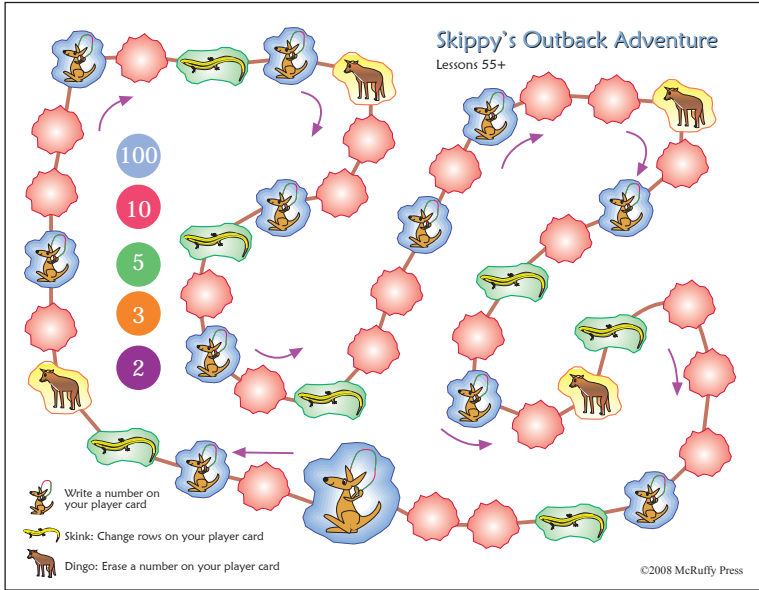 Skippy's Outback Adventure
Lessons 55+
100
10
5
3
2
Write a number on
your player card
Skink: Change rows on your player card
Dingo: Erase a number on your player card
©2008 McRuffy Press